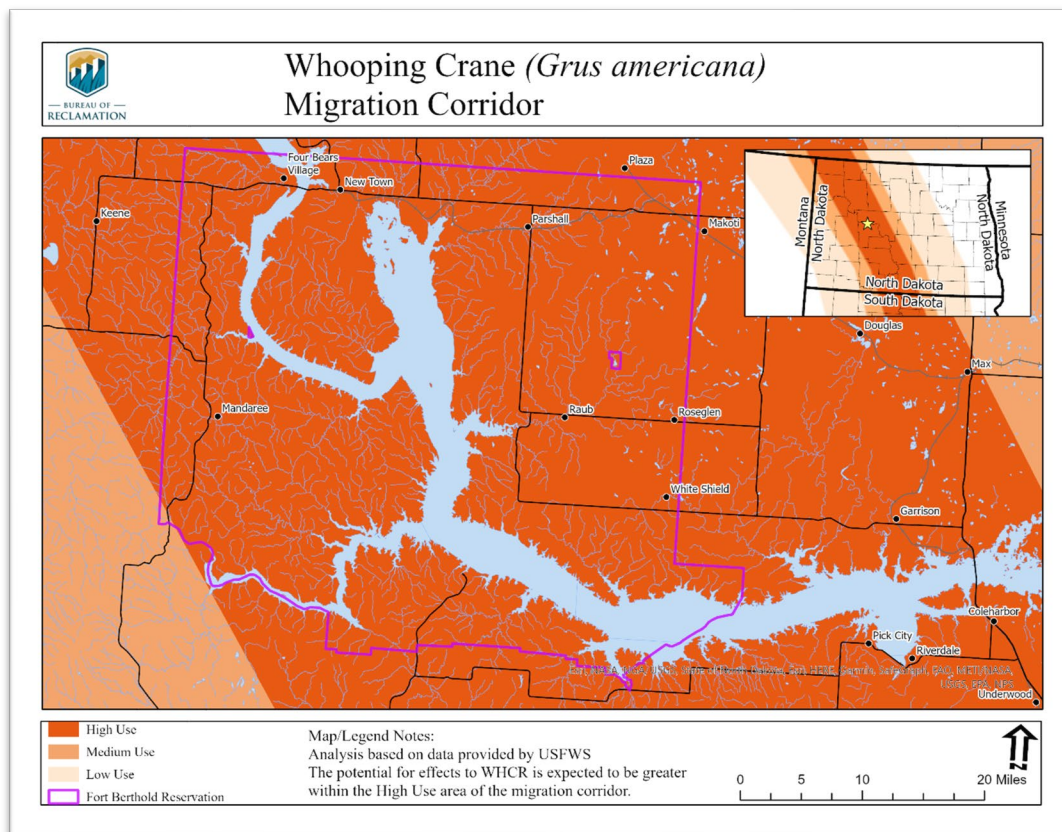 Whooping Crane (Grus americana)
Migration Corridor
BUREAU OF
RECLAMATION
Four Bears
Village
New Town
Plaza
Keene
Parshall
Makoti
Montana
North Dakota
Minnesota
North Dakota
North Dakota
South Dakota
Douglas
Max
Mandaree
Raub
Roseglen
White Shield
Garrison
Coleharbor
Pick City
Riverdale
Underwood
High Use
Medium Use
Low Use
Fort Berthold Reservation
Map/Legend Notes:
Analysis based on data provided by USFWS
The potential for effects to WHCR is expected to be greater
within the High Use area of the migration corridor.
N
0 5 10 20 Miles